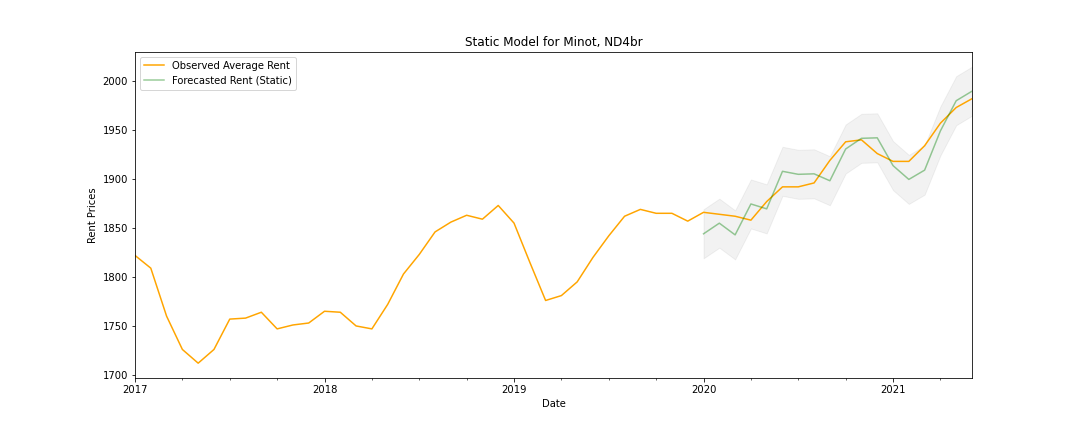 Static Model for Minot, ND4br
Observed Average Rent
Forecasted Rent (Static)
Rent Prices
2000
1950
1900
1850
1800
1750
1700
2017 2018 2019 2020 2021
Date